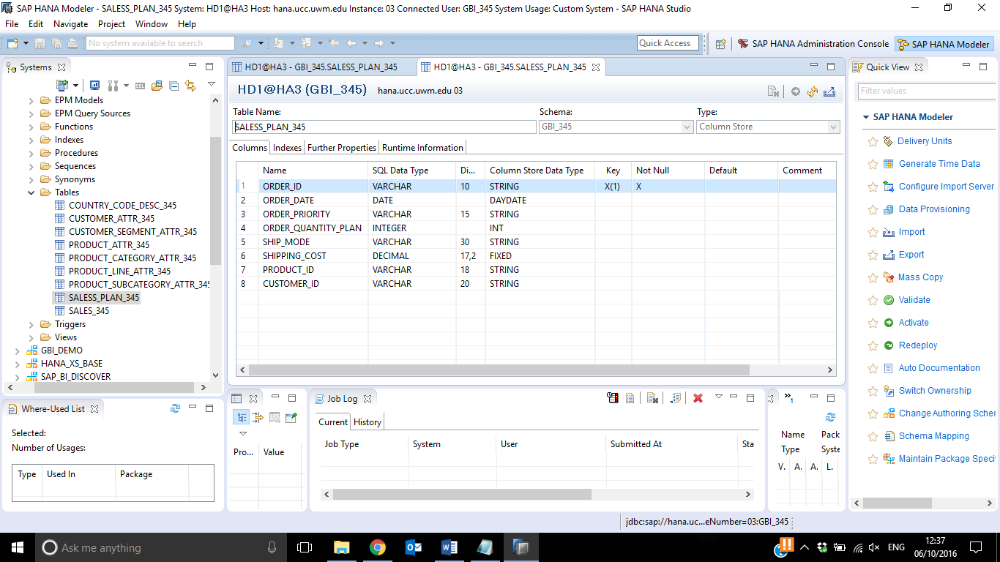 SAP HANA Modeler - SALESS_PLAN_345 System: HD1@HA3 Host: hana.ucc.uwm.edu Instance: 03 Connected User: GBI_345 System Usage: Custom System - SAP HANA Studio
File Edit Navigate Project Window Help
No system available to search
Quick Access
SAP HANA Administration Console
SAP HANA Modeler
Systems
EPM Models
EPM Query Sources
Functions
Indexes
Procedures
Sequences
Synonyms
Tables
COUNTRY_CODE_DESC_345
CUSTOMER_ATTR_345
CUSTOMER_SEGMENT_ATTR_345
PRODUCT_ATTR_345
PRODUCT_CATEGORY_ATTR_345
PRODUCT_LINE_ATTR_345
PRODUCT_SUBCATEGORY_ATTR_345
SALESS_PLAN_345
SALES_345
Triggers
Views
GBI_DEMO
HANA_XS_BASE
SAP_BI_DISCOVER
HD1@HA3 - GBI_345.SALESS_PLAN_345
HD1@HA3 - GBI_345.SALESS_PLAN_345
HD1@HA3 (GBI_345) hana.ucc.uwm.edu 03
Table Name: Schema: Type:
SALESS_PLAN_345 GBI_345 Column Store
Columns Indexes Further Properties Runtime Information
Name SQL Data Type Di... Column Store Data Type Key Not Null Default Comment
1 ORDER_ID VARCHAR 10 STRING X(1) X
2 ORDER_DATE DATE DAYDATE
3 ORDER_PRIORITY VARCHAR 15 STRING
4 ORDER_QUANTITY_PLAN INTEGER INT
5 SHIP_MODE VARCHAR 30 STRING
6 SHIPPING_COST DECIMAL 17,2 FIXED
7 PRODUCT_ID VARCHAR 18 STRING
8 CUSTOMER_ID VARCHAR 20 STRING
Quick View
Filter values
SAP HANA Modeler
Delivery Units
Generate Time Data
Configure Import Server
Data Provisioning
Import
Export
Mass Copy
Validate
Activate
Redeploy
Auto Documentation
Switch Ownership
Change Authoring Scher
Schema Mapping
Maintain Package Specif
Where-Used List
Selected:
Number of Usages:
Type Used In Package
Pro... Value
Job Log
Current History
Job Type System User Submitted At Sta
1
Name Pack
Type Syste
V. A. A. L.
jdbc:sap://hana.uc...eNumber=03:GBI_345
Ask me anything
ENG
12:37
06/10/2016